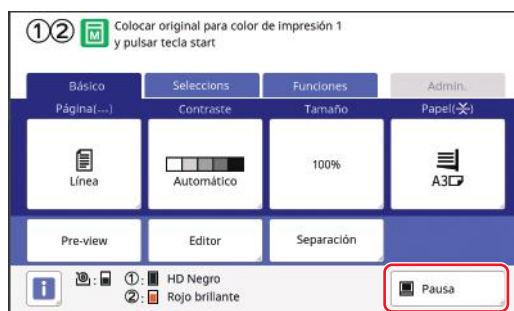 ①② M Colocar original para color de impresión 1
y pulsar tecla start
Básico Seleccions Funciones Admin.
Página(---) Contraste Tamaño Papel(✕)
Línea Automático 100% A3
Pre-view Editor Separación
i : ①: HD Negro
②: Rojo brillante
Pausa